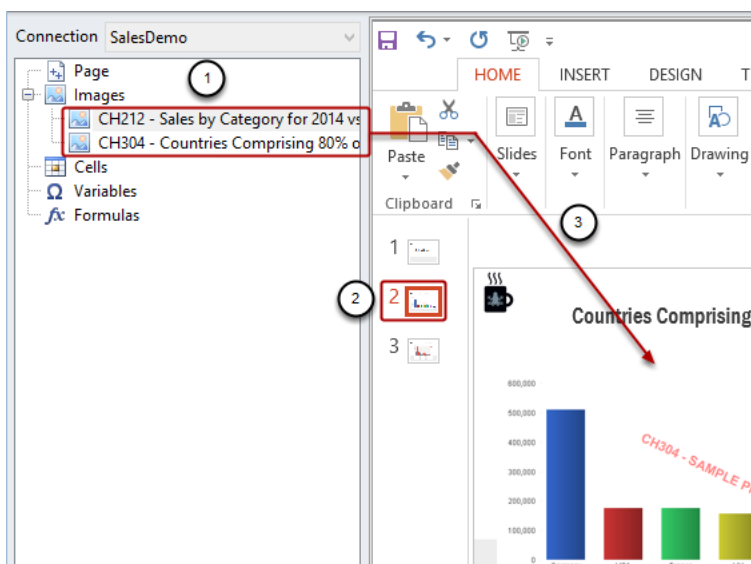 Connection SalesDemo
Page
1
Images
CH212 - Sales by Category for 2014 vs
CH304 - Countries Comprising 80% o
Cells
Variables
Formulas
HOME INSERT DESIGN T
Paste Slides Font Paragraph Drawing
Clipboard
3
1
2
2
3
Countries Comprising
600,000
500,000
400,000
300,000
200,000
100,000
0
CH304 - SAMPLE